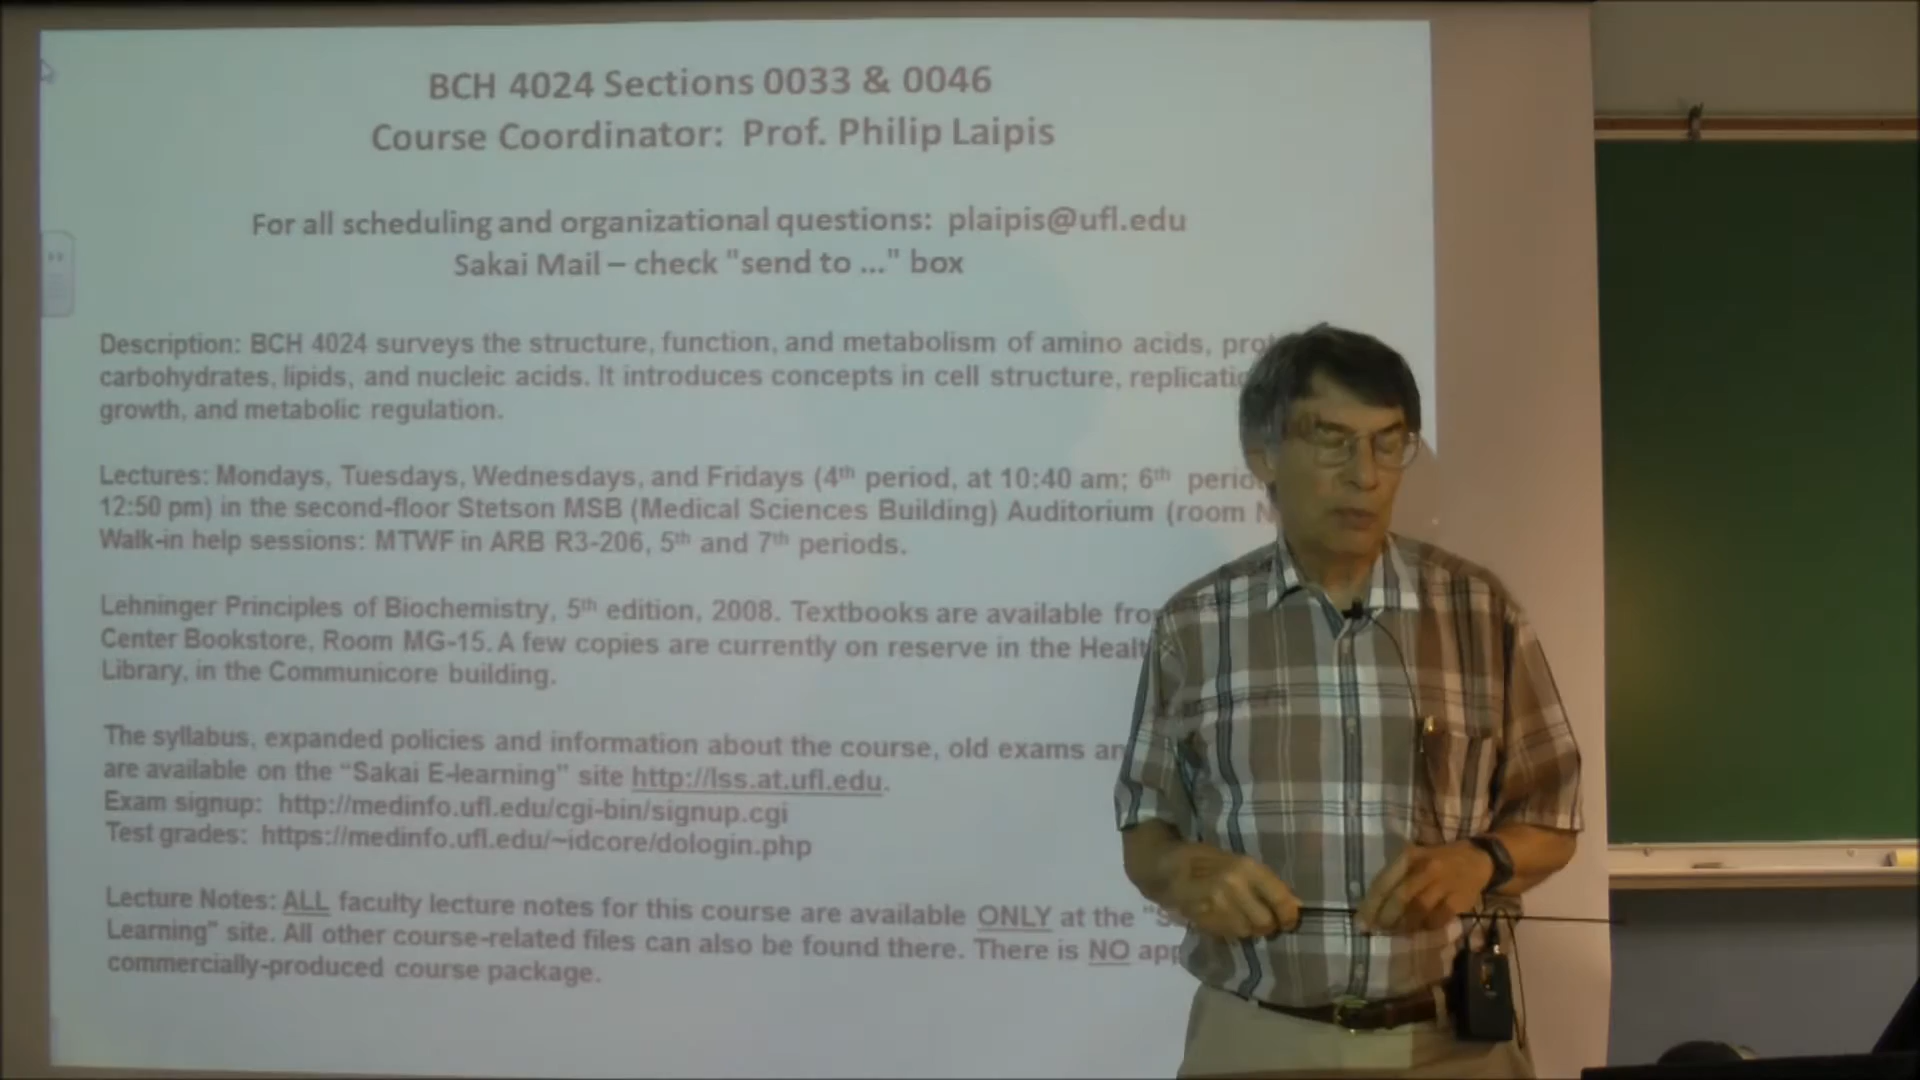 BCH 4024 Sections 0033 & 0046
Course Coordinator: Prof. Philip Laipis
For all scheduling and organizational questions: plaipis@ufl.edu
Sakai Mail – check "send to ..." box
Description: BCH 4024 surveys the structure, function, and metabolism of amino acids,
carbohydrates, lipids, and nucleic acids. It introduces concepts in cell structure,
growth, and metabolic regulation.
Lectures: Mondays, Tuesdays, Wednesdays, and Fridays (4th period, at 10:40 am; 6th
12:50 pm) in the second-floor Stetson MSB (Medical Sciences Building) Auditorium (room
Walk-in help sessions: MTWF in ARB R3-206, 5th and 7th periods.
Lehninger Principles of Biochemistry, 5th edition, 2008. Textbooks are available
Center Bookstore, Room MG-15. A few copies are currently on reserve in the
Library, in the Communicore building.
The syllabus, expanded policies and information about the course, old exams
are available on the “Sakai E-learning” site http://lss.at.ufl.edu.
Exam signup: http://medinfo.ufl.edu/cgi-bin/signup.cgi
Test grades: https://medinfo.ufl.edu/~idcore/dologin.php
Lecture Notes: ALL faculty lecture notes for this course are available ONLY at the
Learning” site. All other course-related files can also be found there. There is NO
commercially-produced course package.